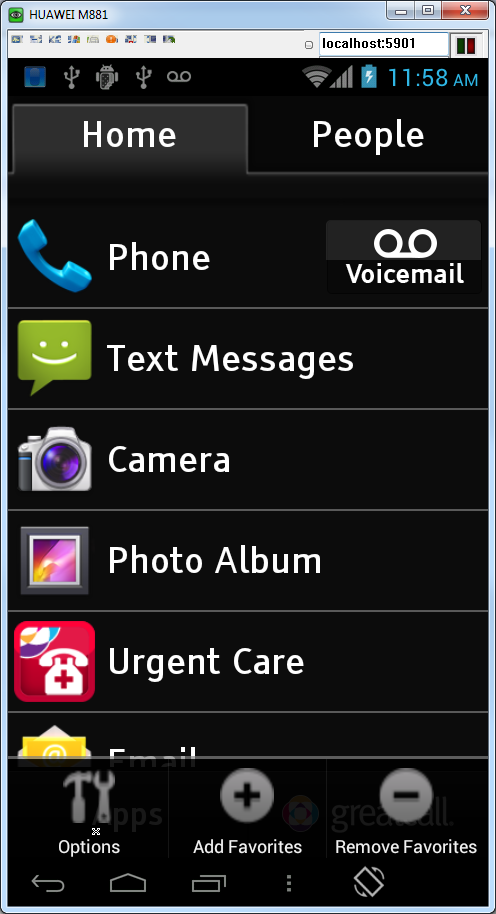 HUAWEI M881
localhost:5901
11:58 AM
Home
People
Phone
Voicemail
Text Messages
Camera
Photo Album
Urgent Care
Email
Apps
greatcall.
Options
Add Favorites
Remove Favorites